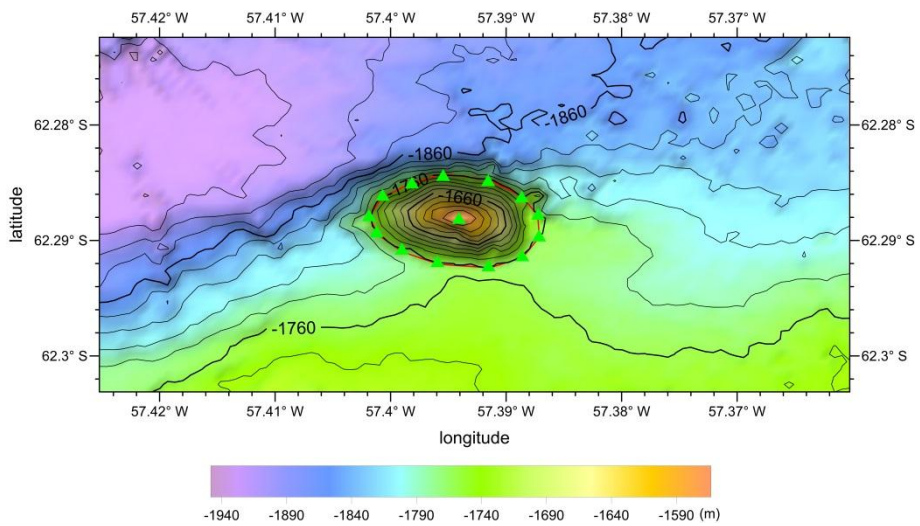 57.42° W 57.41° W 57.4° W 57.39° W 57.38° W 57.37° W
62.28° S 62.28° S
-1860
-1860
-1660
latitude
62.29° S 62.29° S
-1760
62.3° S 62.3° S
57.42° W 57.41° W 57.4° W 57.39° W 57.38° W 57.37° W
longitude
-1940 -1890 -1840 -1790 -1740 -1690 -1640 -1590 (m)